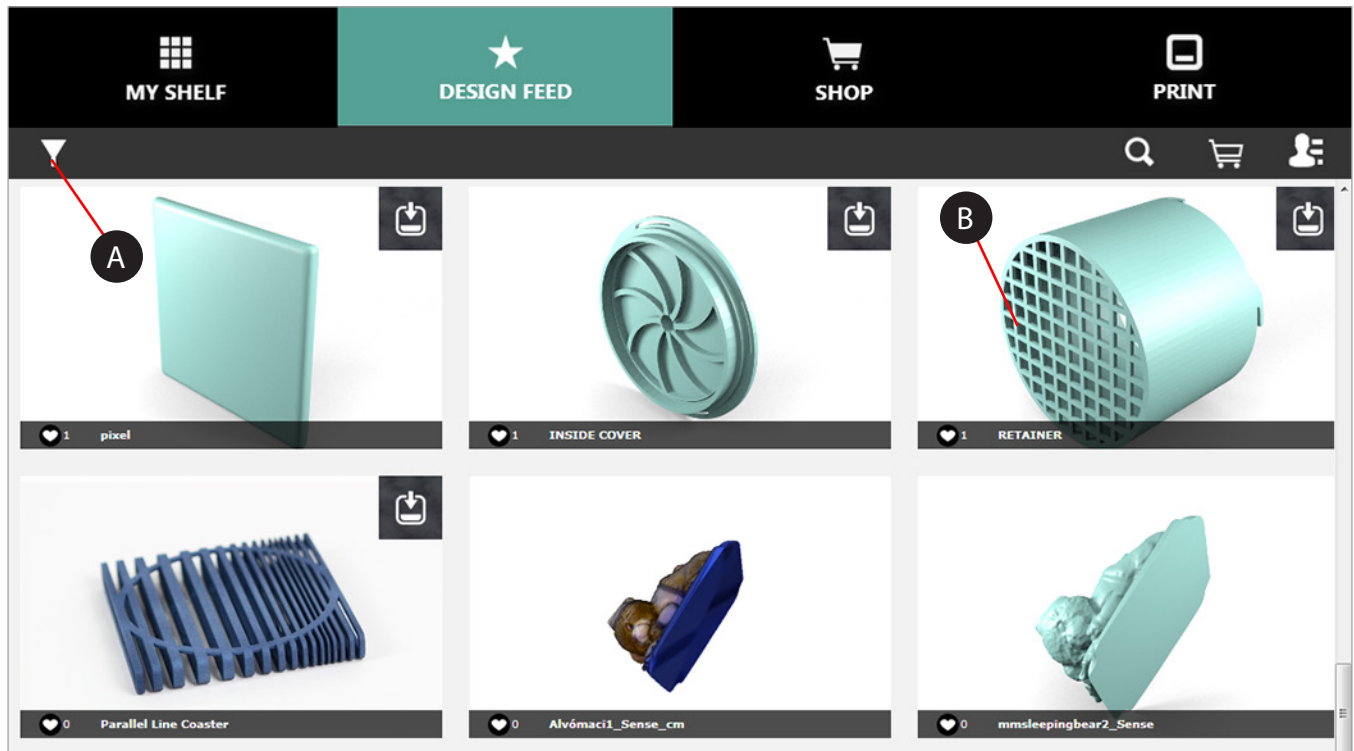 MY SHELF
DESIGN FEED
SHOP
PRINT
A
B
1 pixel
1 INSIDE COVER
1 RETAINER
0 Parallel Line Coaster
0 Alvómaci1_Sense_cm
0 mmsleepingbear2_Sense